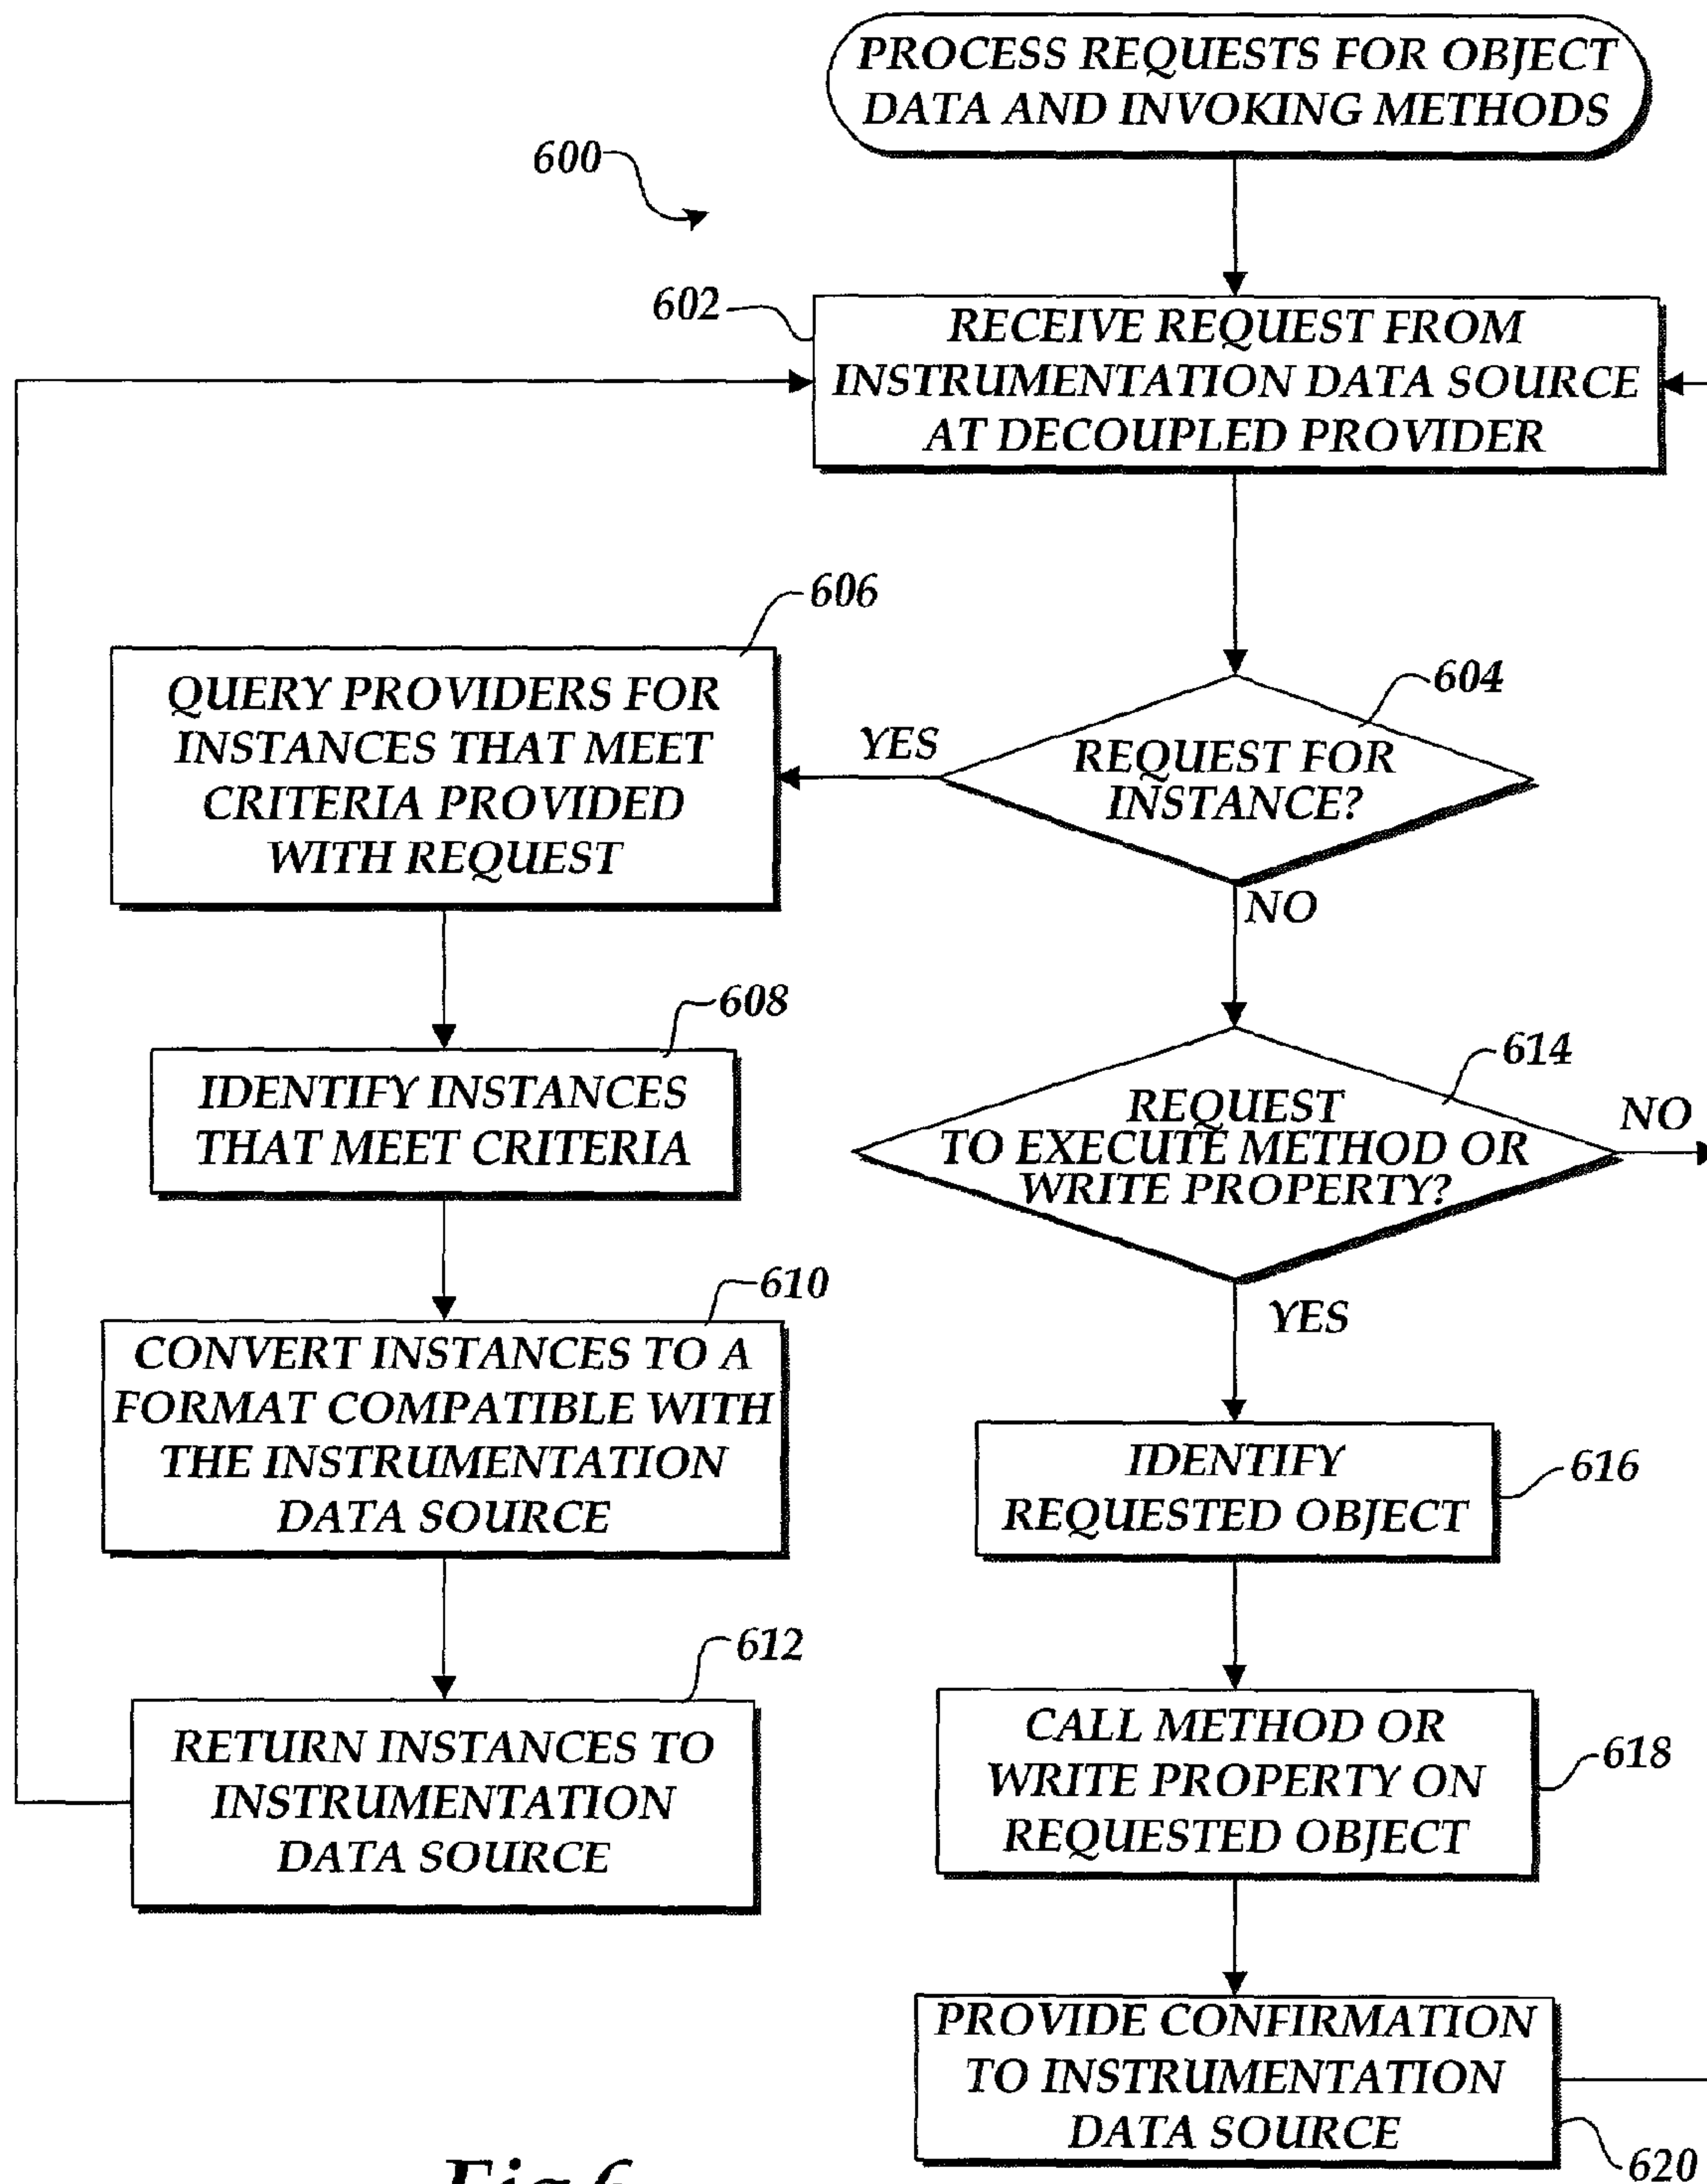 PROCESS REQUESTS FOR OBJECT
DATA AND INVOKING METHODS
600
602
RECEIVE REQUEST FROM
INSTRUMENTATION DATA SOURCE
AT DECOUPLED PROVIDER
606
QUERY PROVIDERS FOR
INSTANCES THAT MEET
CRITERIA PROVIDED
WITH REQUEST
YES
604
REQUEST FOR
INSTANCE?
NO
608
IDENTIFY INSTANCES
THAT MEET CRITERIA
614
REQUEST
TO EXECUTE METHOD OR
WRITE PROPERTY?
NO
YES
610
CONVERT INSTANCES TO A
FORMAT COMPATIBLE WITH
THE INSTRUMENTATION
DATA SOURCE
616
IDENTIFY
REQUESTED OBJECT
612
RETURN INSTANCES TO
INSTRUMENTATION
DATA SOURCE
618
CALL METHOD OR
WRITE PROPERTY ON
REQUESTED OBJECT
PROVIDE CONFIRMATION
TO INSTRUMENTATION
DATA SOURCE
620
Fig. 6